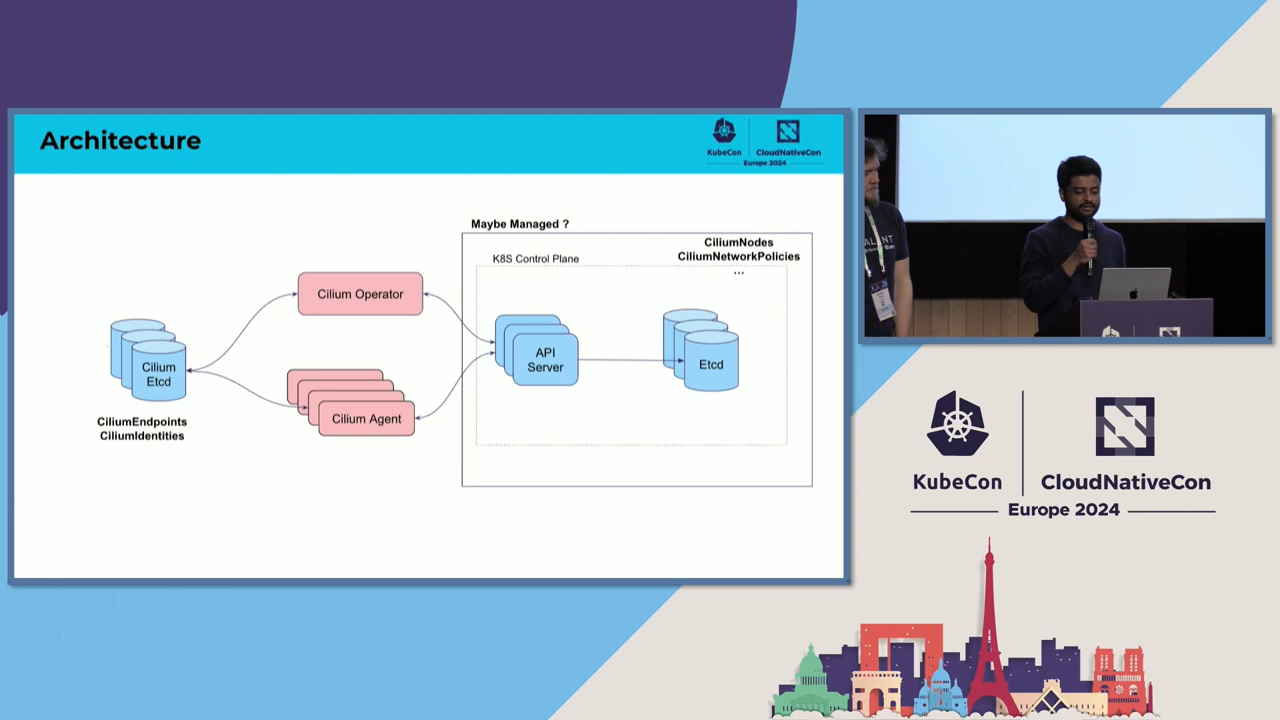 Architecture
KubeCon
CloudNativeCon
Europe 2024
Maybe Managed ?
CiliumNodes
CiliumNetworkPolicies
...
K8S Control Plane
Cilium Operator
Cilium
Etcd
API
Server
Etcd
Cilium Agent
CiliumEndpoints
CiliumIdentities
KubeCon
CloudNativeCon
Europe 2024